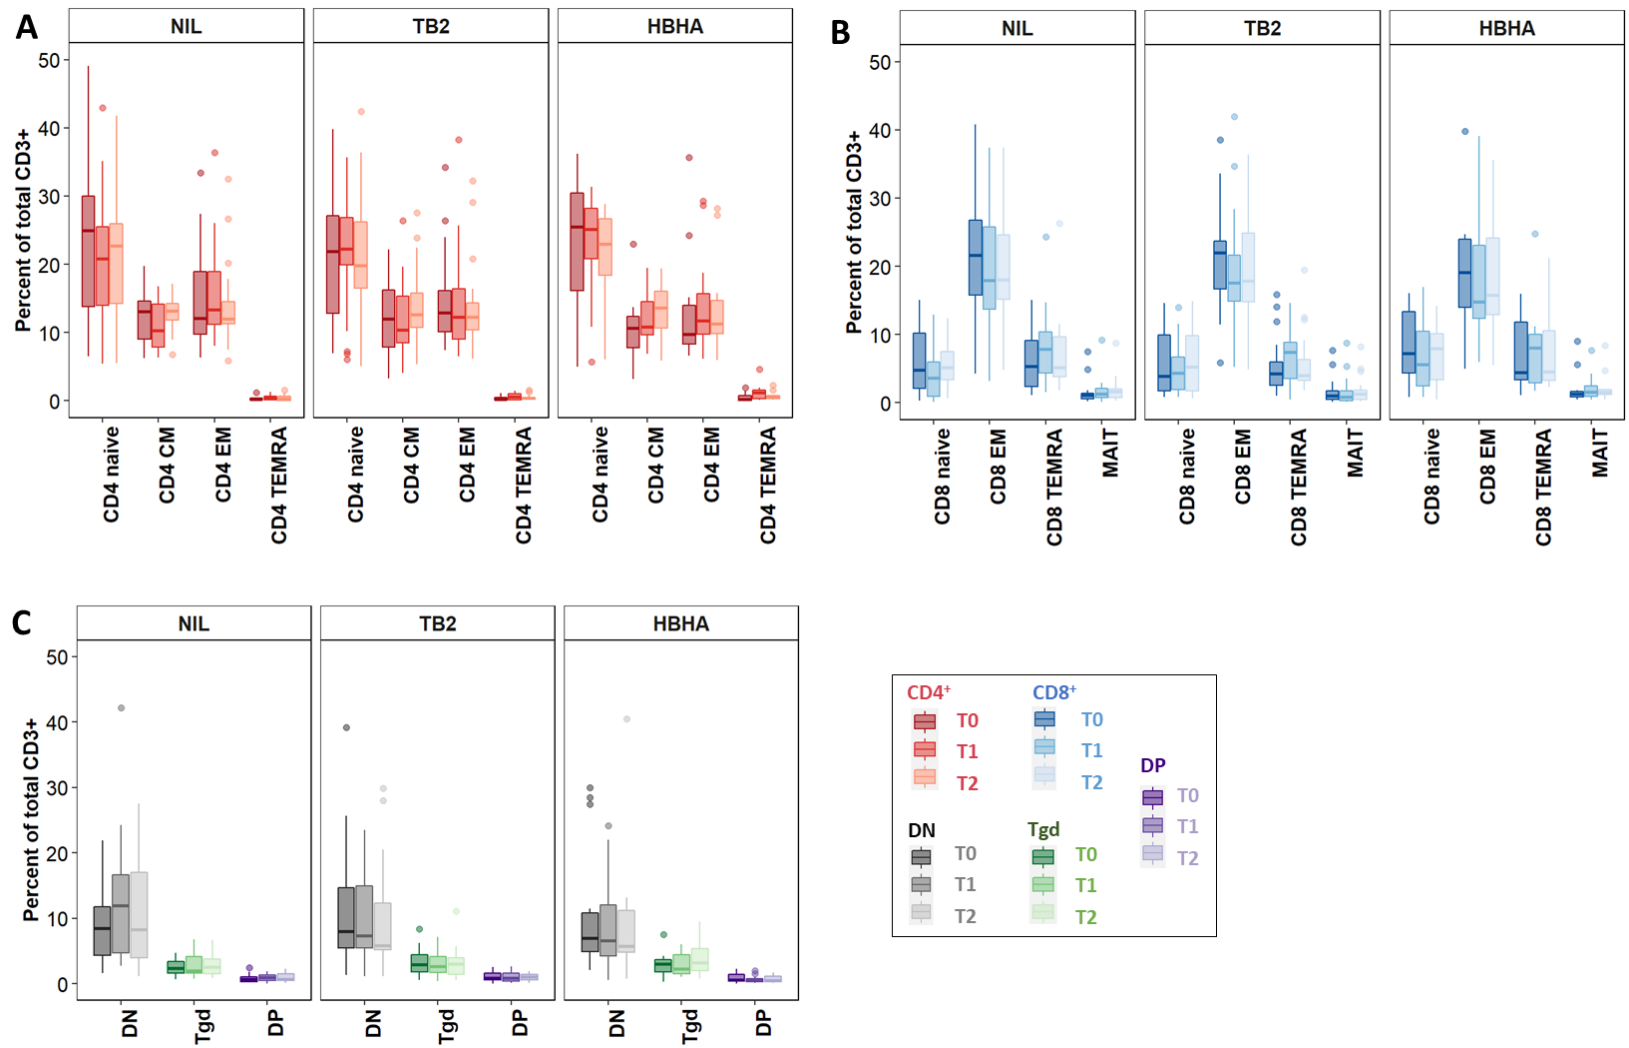 A
NIL
TB2
HBHA
Percent of total CD3+
50
40
30
20
10
0
CD4 naive
CD4 CM
CD4 EM
CD4 TEMRA
CD4 naive
CD4 CM
CD4 EM
CD4 TEMRA
CD4 naive
CD4 CM
CD4 EM
CD4 TEMRA
B
NIL
TB2
HBHA
Percent of total CD3+
50
40
30
20
10
0
CD8 naive
CD8 EM
CD8 TEMRA
MAIT
CD8 naive
CD8 EM
CD8 TEMRA
MAIT
CD8 naive
CD8 EM
CD8 TEMRA
MAIT
C
NIL
TB2
HBHA
Percent of total CD3+
50
40
30
20
10
0
DN
Tgd
DP
DN
Tgd
DP
DN
Tgd
DP
CD4⁺
T0
T1
T2
CD8⁺
T0
T1
T2
DP
T0
T1
T2
DN
T0
T1
T2
Tgd
T0
T1
T2